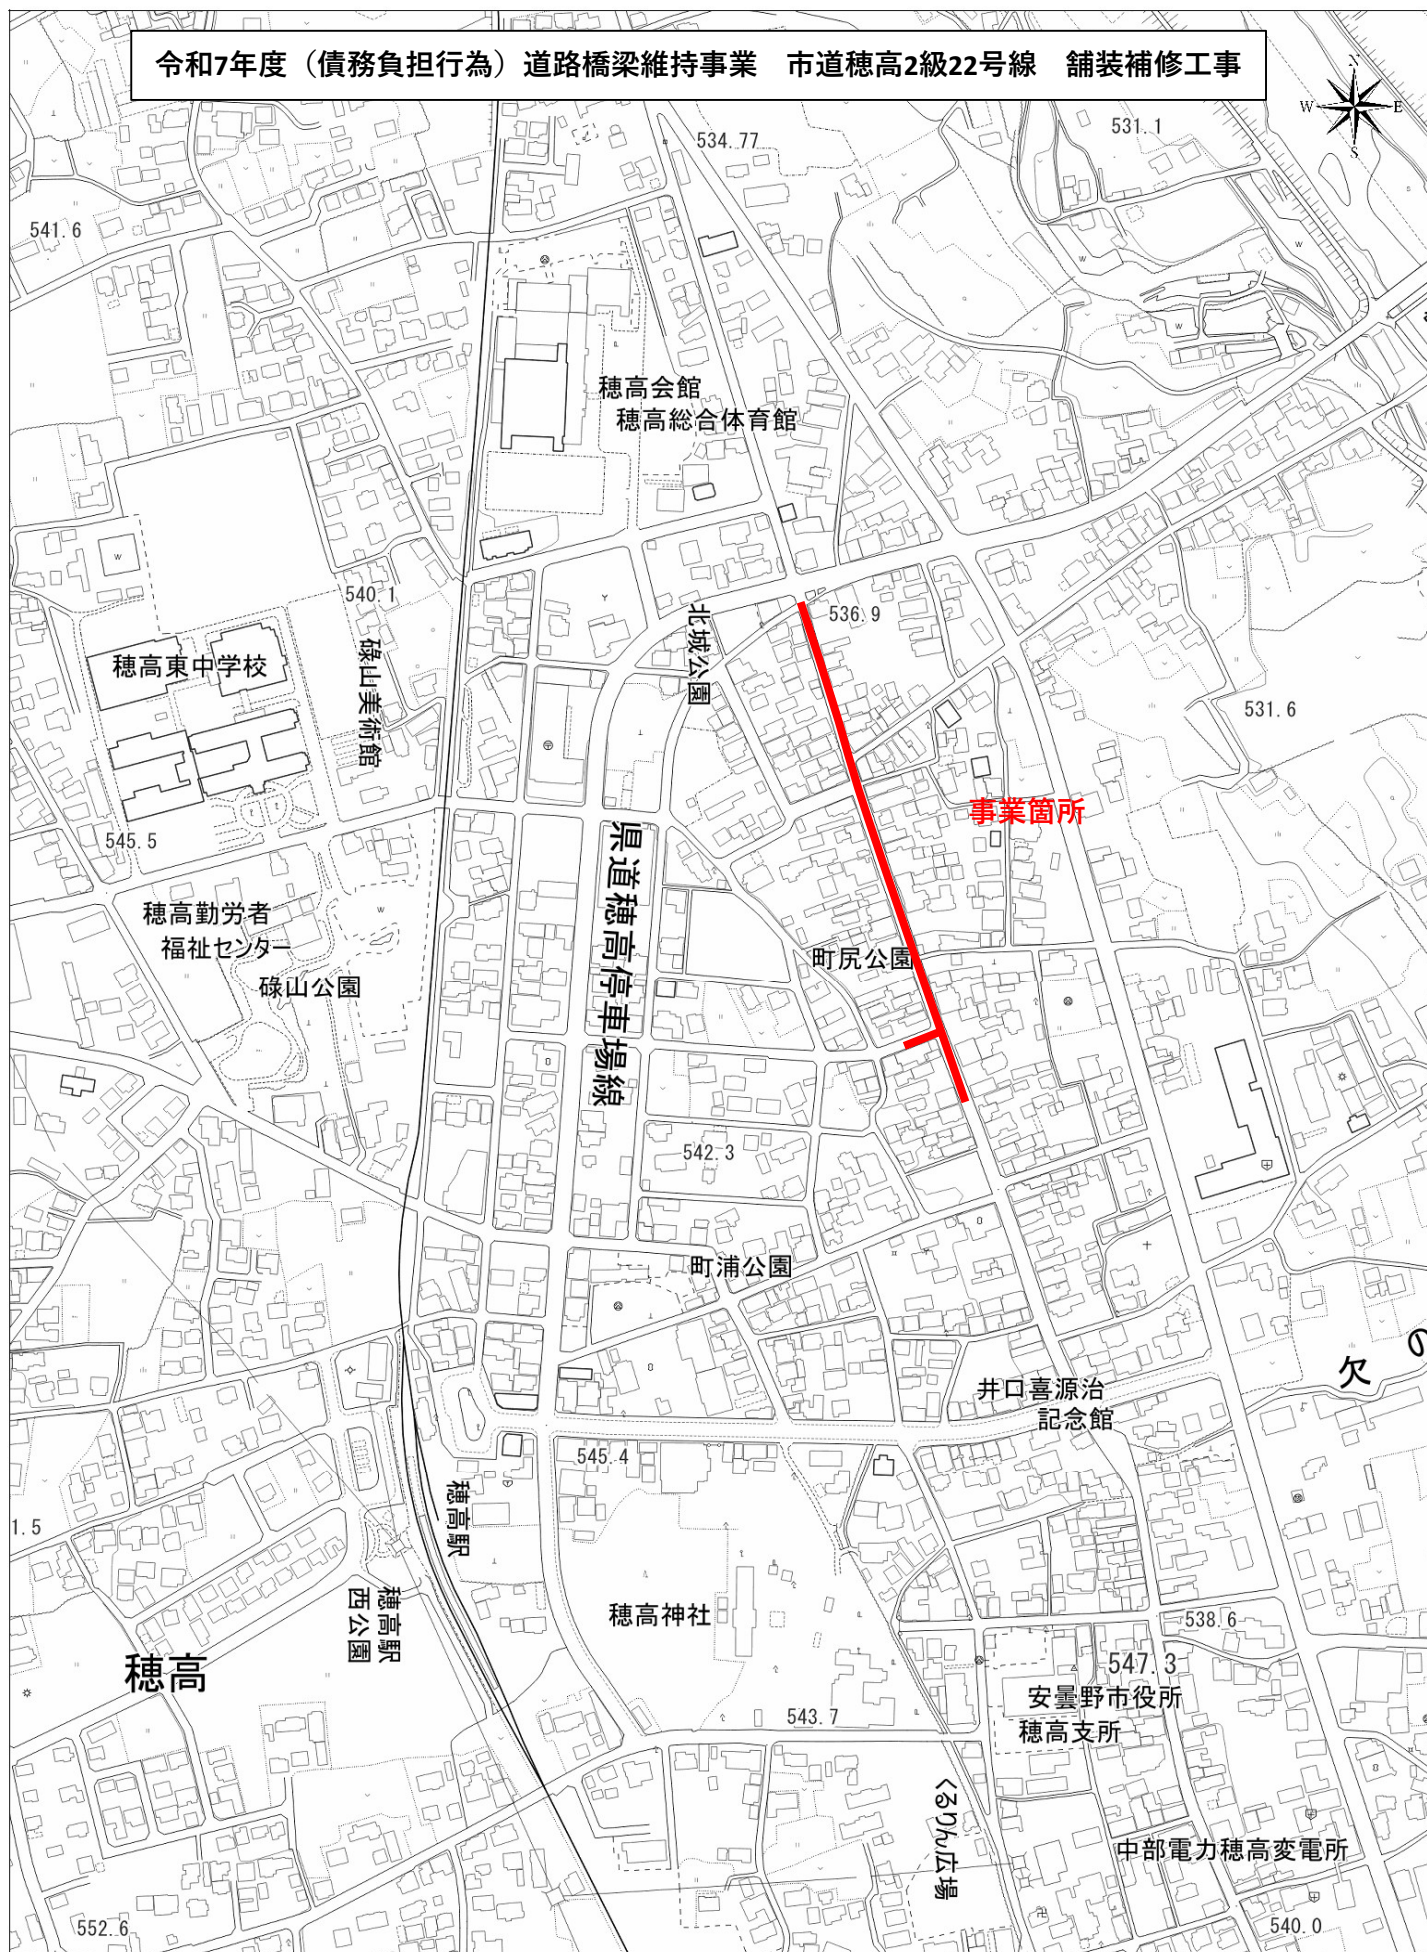 令和7年度（債務負担行為）道路橋梁維持事業　市道穂高2級22号線　舗装補修工事
N
W
E
S
534.77
531.1
541.6
穂高会館
穂高総合体育館
540.1
536.9
北城公園
穂高東中学校
碌山美術館
531.6
事業箇所
545.5
県道穂高停車場線
穂高勤労者
福祉センター
碌山公園
町尻公園
542.3
町浦公園
欠の
井口喜源治
記念館
545.4
穂高駅
1.5
穂高駅
西公園
穂高神社
538.6
穂高
547.3
安曇野市役所
穂高支所
543.7
くるりん広場
中部電力穂高変電所
552.6
540.0